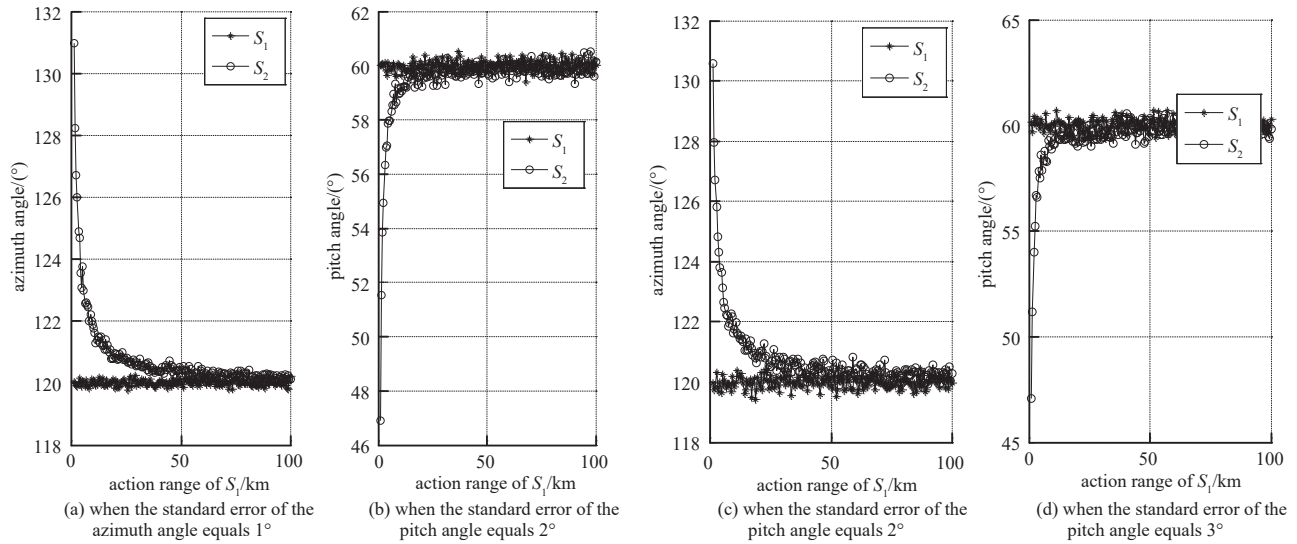 132
130
128
126
124
122
120
118
azimuth angle/(°)
S1
S2
0
50
100
action range of S1/km
(a) when the standard error of the
azimuth angle equals 1°
62
60
58
56
54
52
50
48
46
pitch angle/(°)
S1
S2
0
50
100
action range of S1/km
(b) when the standard error of the
pitch angle equals 2°
132
130
128
126
124
122
120
118
azimuth angle/(°)
S1
S2
0
50
100
action range of S1/km
(c) when the standard error of the
pitch angle equals 2°
65
60
55
50
45
pitch angle/(°)
S1
S2
0
50
100
action range of S1/km
(d) when the standard error of the
pitch angle equals 3°